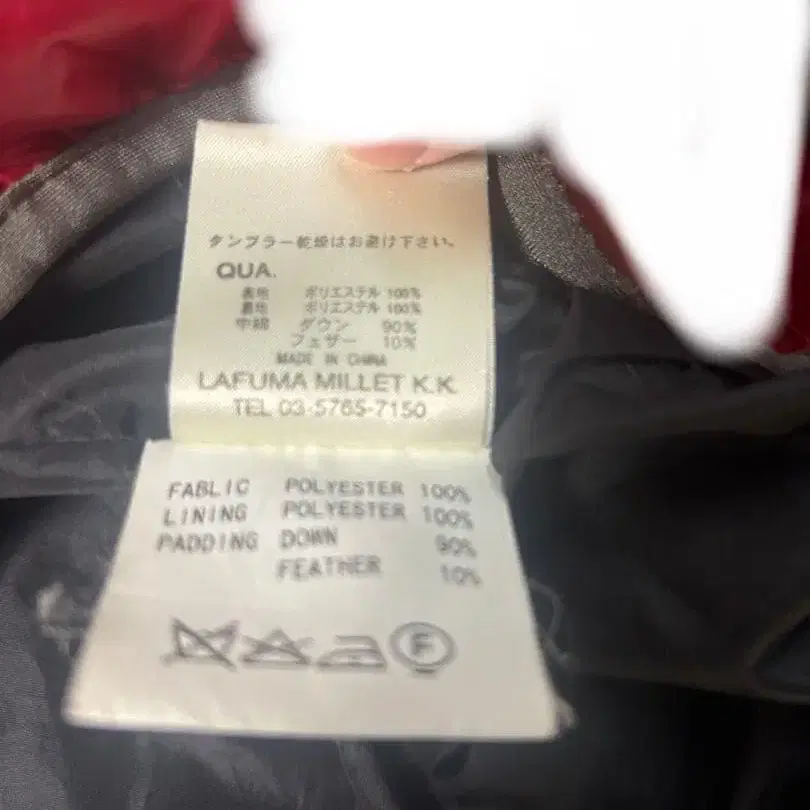 タンブラー乾燥はお避け下さい。
QUA.
表地 ポリエステル 100%
裏地 ポリエステル 100%
中綿 ダウン 90%
フェザー 10%
MADE IN CHINA
LAFUMA MILLET K.K
TEL 03-5765-7150
FABLIC POLYESTER 100%
LINING POLYESTER 100%
PADDING DOWN 90%
FEATHER 10%
F